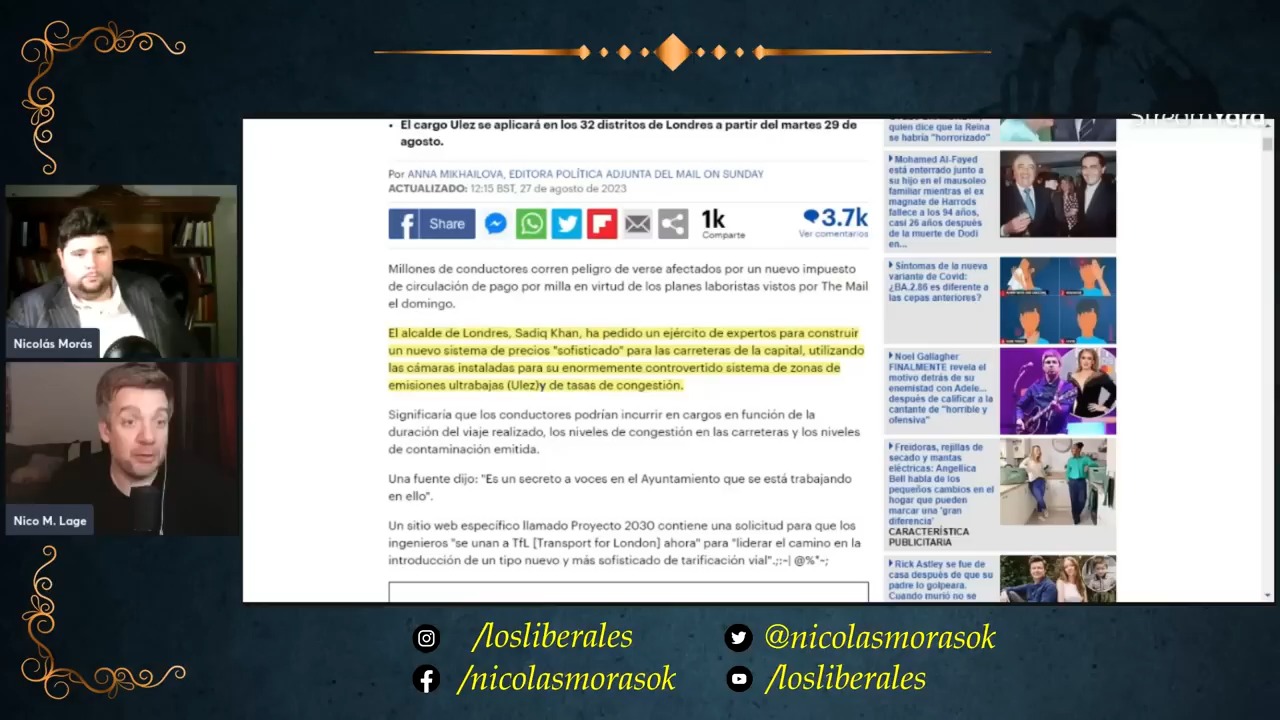 • El cargo Ulez se aplicará en los 32 distritos de Londres a partir del martes 29 de
agosto.
Por ANNA MIKHAILOVA, EDITORA POLÍTICA ADJUNTA DEL MAIL ON SUNDAY
ACTUALIZADO: 12:15 BST, 27 de agosto de 2023
Share
1k
Comparte
3.7k
Ver comentarios
Millones de conductores corren peligro de verse afectados por un nuevo impuesto
de circulación de pago por milla en virtud de los planes laboristas vistos por The Mail
el domingo.
El alcalde de Londres, Sadiq Khan, ha pedido un ejército de expertos para construir
un nuevo sistema de precios "sofisticado" para las carreteras de la capital, utilizando
las cámaras instaladas para su enormemente controvertido sistema de zonas de
emisiones ultrabajas (Ulez)y de tasas de congestión.
Significaría que los conductores podrían incurrir en cargos en función de la
duración del viaje realizado, los niveles de congestión en las carreteras y los niveles
de contaminación emitida.
Una fuente dijo: "Es un secreto a voces en el Ayuntamiento que se está trabajando
en ello".
Un sitio web específico llamado Proyecto 2030 contiene una solicitud para que los
ingenieros "se unan a TfL [Transport for London] ahora" para "liderar el camino en la
introducción de un tipo nuevo y más sofisticado de tarificación vial".;:~| @%"~;
quien dice que la Reina
se habría "horrorizado"
Mohamed Al-Fayed
está enterrado junto a
su hijo en el mausoleo
familiar mientras el ex
magnate de Harrods
fallece a los 94 años,
casi 26 años después
de la muerte de Dodi
en...
Síntomas de la nueva
variante de Covid:
¿BA.2.86 es diferente a
las cepas anteriores?
Noel Gallagher
FINALMENTE revela el
motivo detrás de su
enemistad con Adele...
después de calificar a la
cantante de "horrible y
ofensiva"
Freidoras, rejillas de
secado y mantas
eléctricas: Angellica
Bell habla de los
pequeños cambios en el
hogar que pueden
marcar una 'gran
diferencia'
CARACTERÍSTICA
PUBLICITARIA
Rick Astley se fue de
casa después de que su
padre lo golpeara.
Cuando murió no se
Nicolás Morás
Nico M. Lage
/losliberales
@nicolasmorasok
/nicolasmorasok
/losliberales